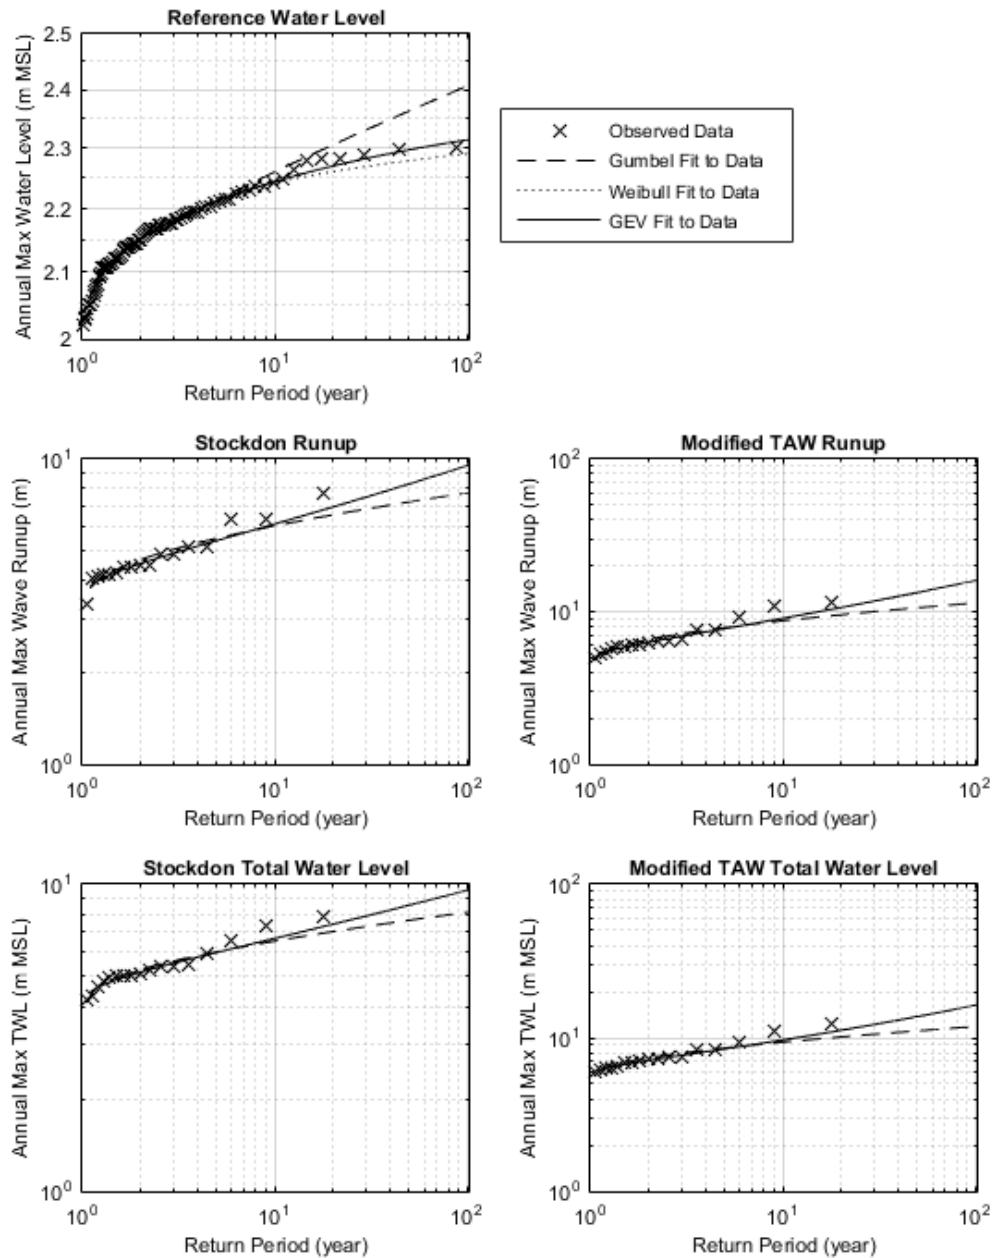 Reference Water Level
Annual Max Water Level (m MSL)
2.5
2.4
2.3
2.2
2.1
2
10^0
10^1
10^2
Return Period (year)
Observed Data
Gumbel Fit to Data
Weibull Fit to Data
GEV Fit to Data
Stockdon Runup
Annual Max Wave Runup (m)
10^1
10^0
10^0
10^1
10^2
Return Period (year)
Modified TAW Runup
Annual Max Wave Runup (m)
10^2
10^1
10^0
10^0
10^1
10^2
Return Period (year)
Stockdon Total Water Level
Annual Max TWL (m MSL)
10^1
10^0
10^0
10^1
10^2
Return Period (year)
Modified TAW Total Water Level
Annual Max TWL (m MSL)
10^2
10^1
10^0
10^0
10^1
10^2
Return Period (year)